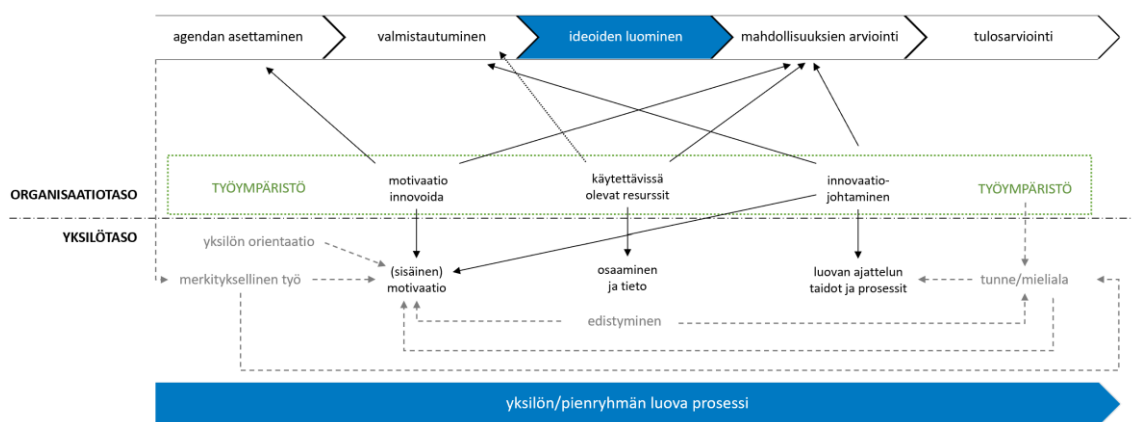 agendan asettaminen
valmistautuminen
ideoiden luominen
mahdollisuuksien arviointi
tulosarviointi
TYÖYMPÄRISTÖ
motivaatio
innovoida
käytettävissä
olevat resurssit
innovaatio-
johtaminen
TYÖYMPÄRISTÖ
ORGANISAATIOTASO
YKSILÖTASO
yksilön orientaatio
merkityksellinen työ
(sisäinen)
motivaatio
osaaminen
ja tieto
luovan ajattelun
taidot ja prosessit
tunne/mieliala
edistyminen
yksilön/pienryhmän luova prosessi